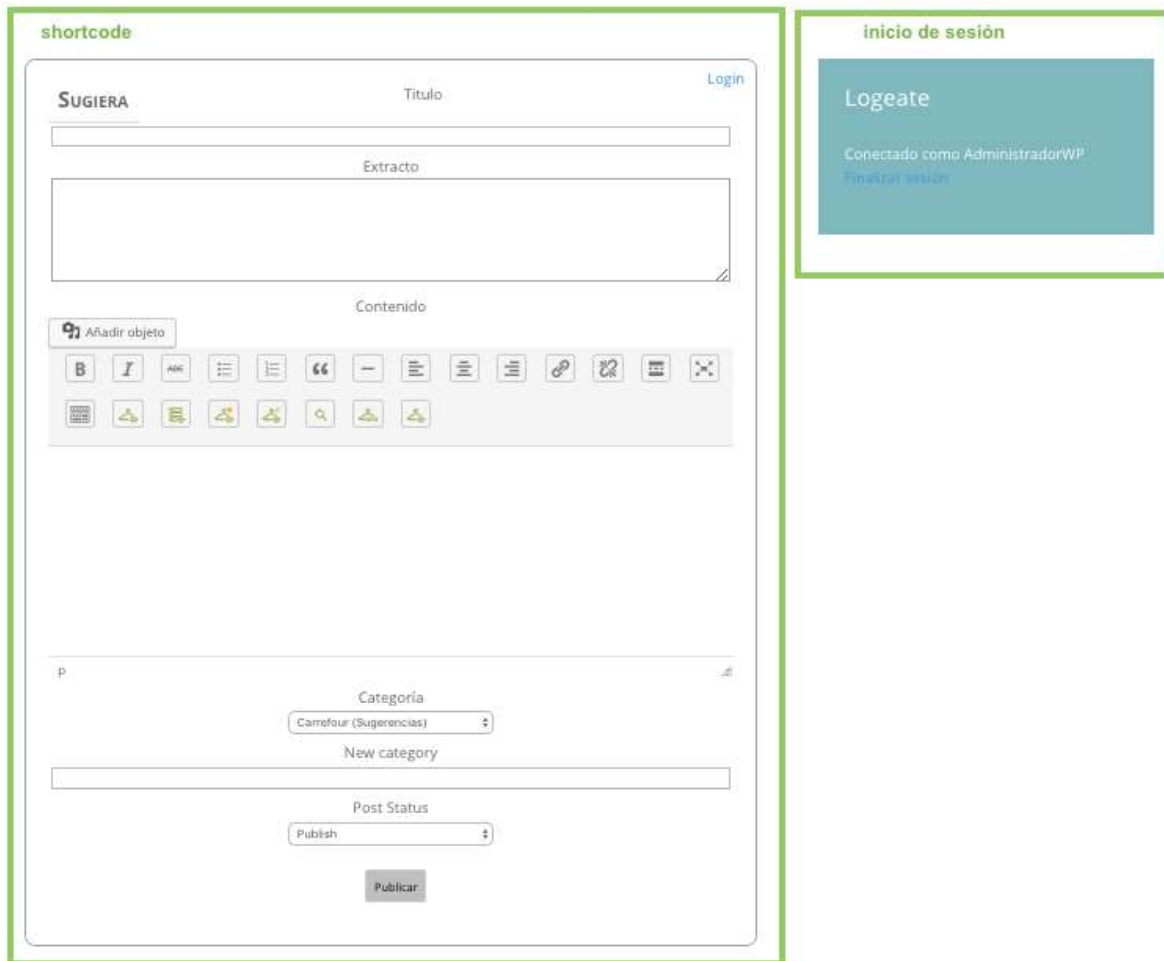 shortcode
Login
SUGIERA
Titulo
Extracto
Contenido
Añadir objeto
B
I
ABC
P
Categoría
Carrefour (Sugerencias)
New category
Post Status
Publish
Publicar
inicio de sesión
Logeate
Conectado como AdministradorWP
Finalizar sesión